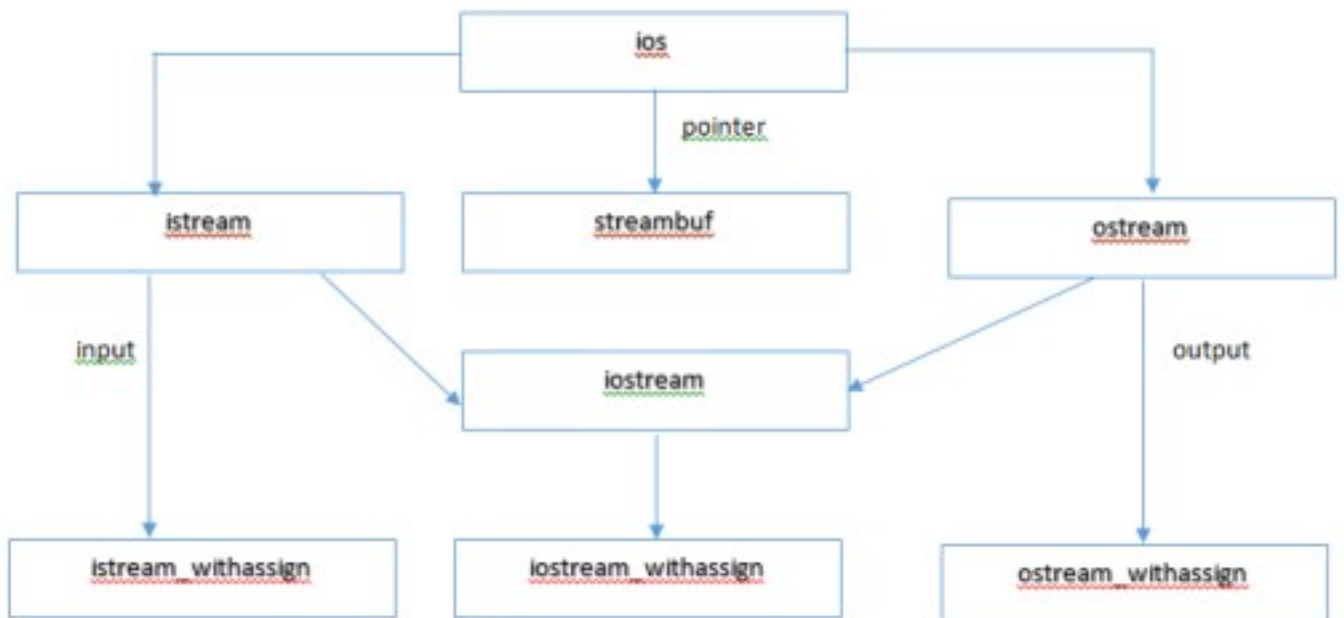 ios
pointer
istream
streambuf
ostream
input
output
iostream
istream_withassign
iostream_withassign
ostream_withassign